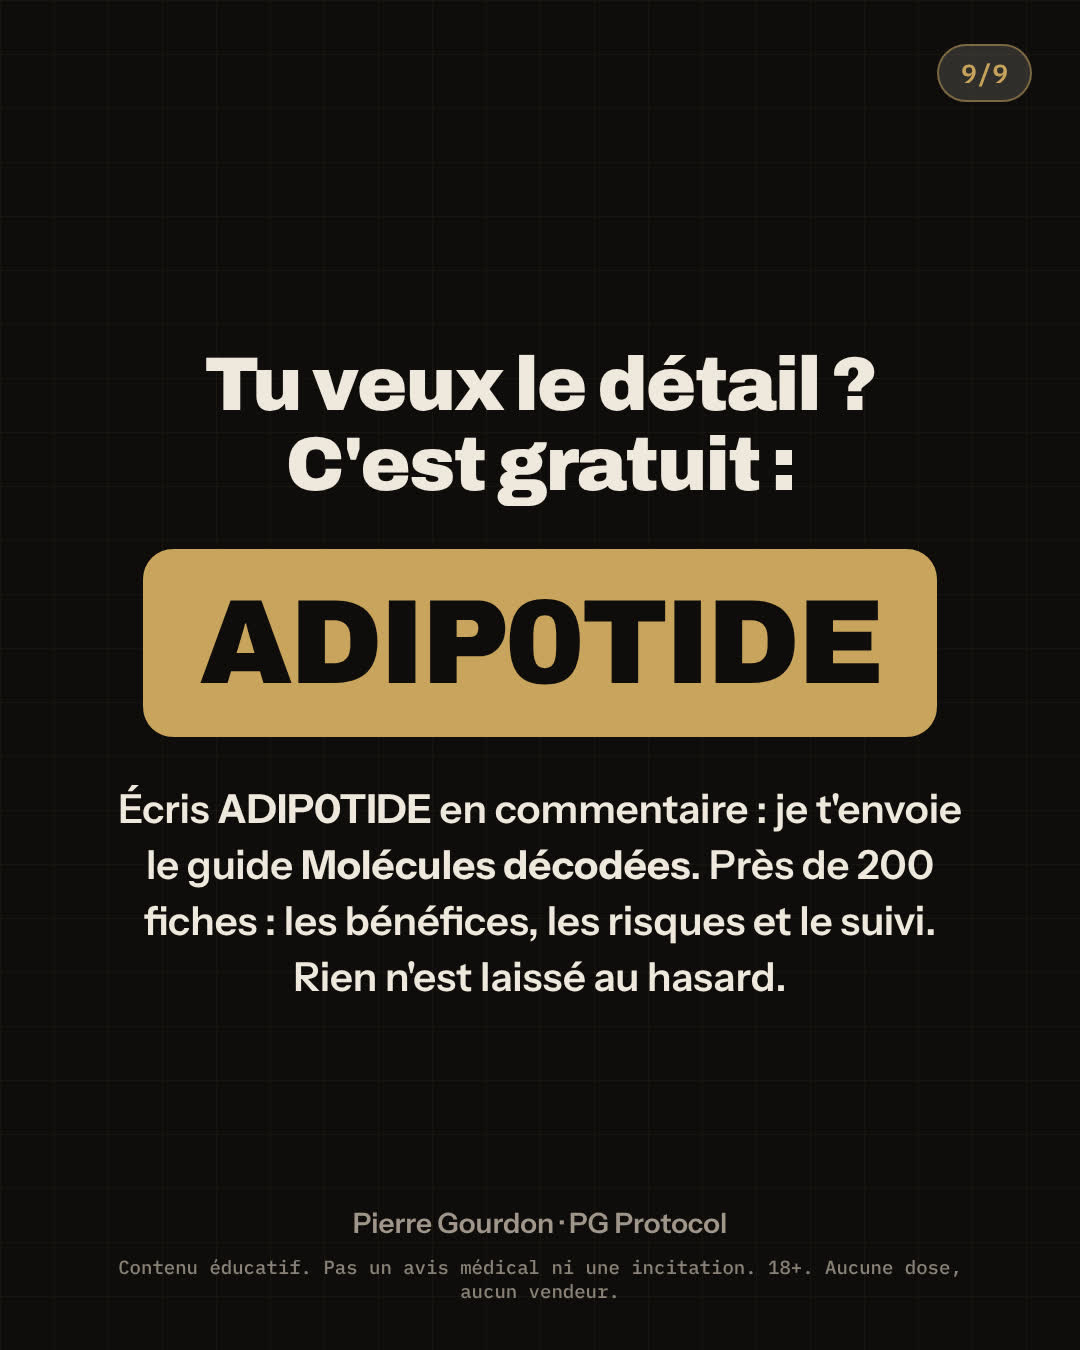 9/9
Tu veux le détail ?
C'est gratuit :
ADIP0TIDE
Écris ADIP0TIDE en commentaire : je t'envoie
le guide Molécules décodées. Près de 200
fiches : les bénéfices, les risques et le suivi.
Rien n'est laissé au hasard.
Pierre Gourdon · PG Protocol
Contenu éducatif. Pas un avis médical ni une incitation. 18+. Aucune dose,
aucun vendeur.